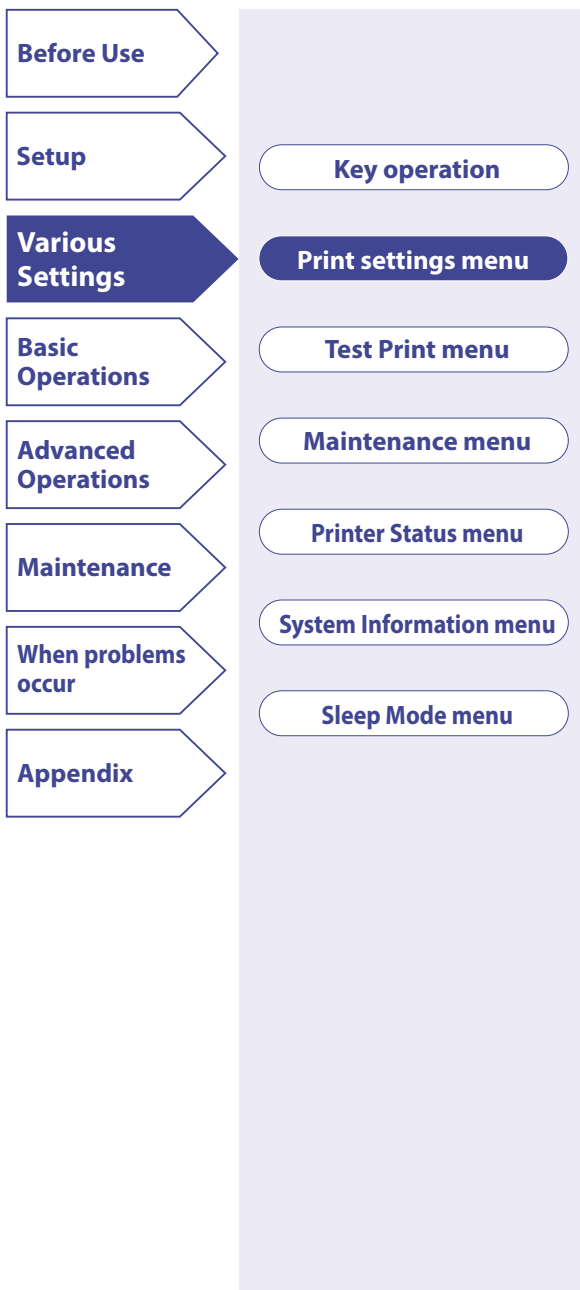 Before Use
Setup
Various
Settings
Basic
Operations
Advanced
Operations
Maintenance
When problems
occur
Appendix
Key operation
Print settings menu
Test Print menu
Maintenance menu
Printer Status menu
System Information menu
Sleep Mode menu